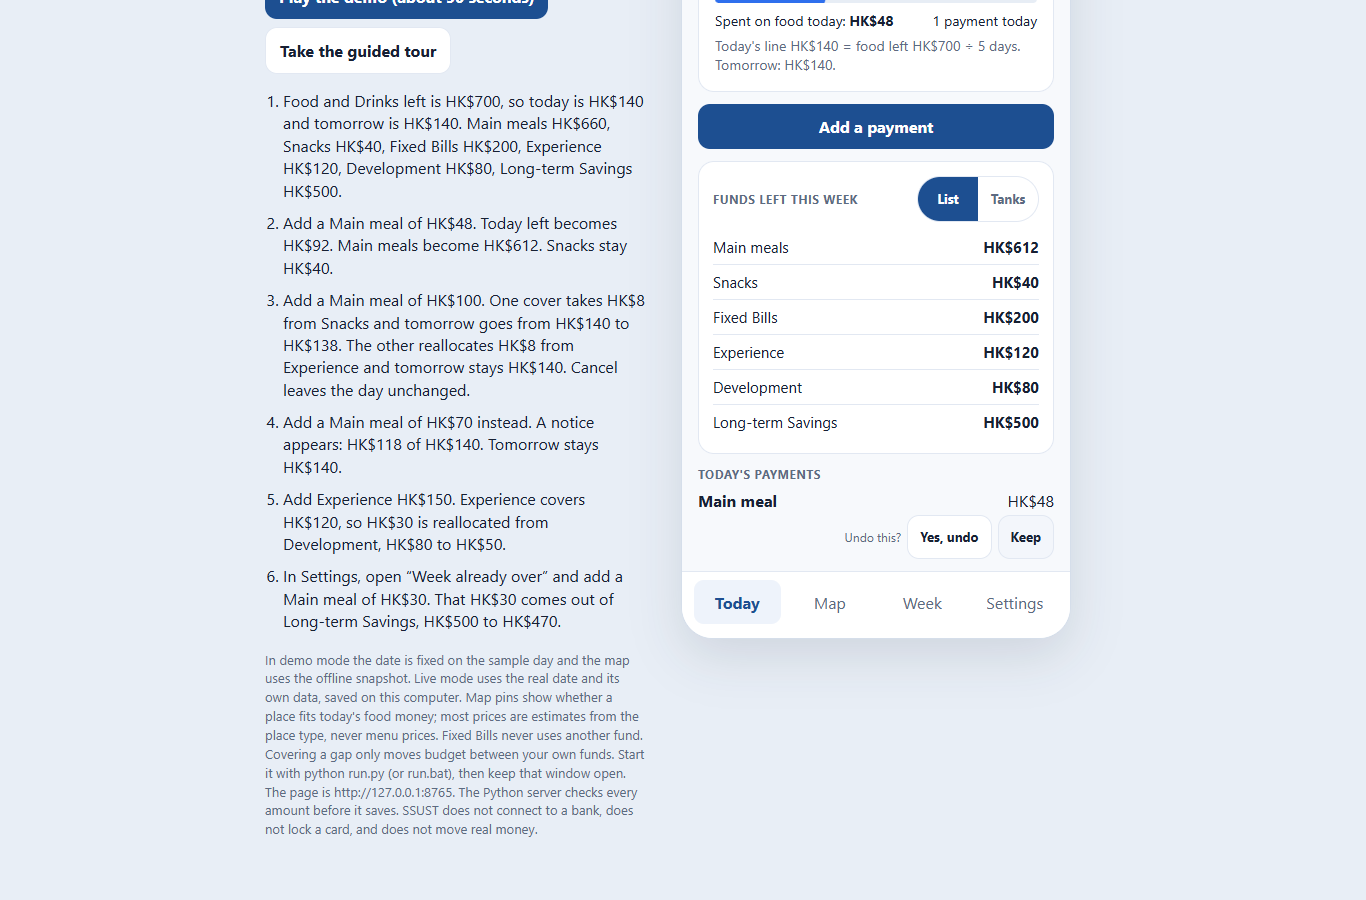 Play the demo (about 90 seconds)
Take the guided tour
1. Food and Drinks left is HK$700, so today is HK$140
and tomorrow is HK$140. Main meals HK$660,
Snacks HK$40, Fixed Bills HK$200, Experience
HK$120, Development HK$80, Long-term Savings
HK$500.
2. Add a Main meal of HK$48. Today left becomes
HK$92. Main meals become HK$612. Snacks stay
HK$40.
3. Add a Main meal of HK$100. One cover takes HK$8
from Snacks and tomorrow goes from HK$140 to
HK$138. The other reallocates HK$8 from
Experience and tomorrow stays HK$140. Cancel
leaves the day unchanged.
4. Add a Main meal of HK$70 instead. A notice
appears: HK$118 of HK$140. Tomorrow stays
HK$140.
5. Add Experience HK$150. Experience covers
HK$120, so HK$30 is reallocated from
Development, HK$80 to HK$50.
6. In Settings, open “Week already over” and add a
Main meal of HK$30. That HK$30 comes out of
Long-term Savings, HK$500 to HK$470.
In demo mode the date is fixed on the sample day and the map
uses the offline snapshot. Live mode uses the real date and its
own data, saved on this computer. Map pins show whether a
place fits today's food money; most prices are estimates from the
place type, never menu prices. Fixed Bills never uses another fund.
Covering a gap only moves budget between your own funds. Start
it with python run.py (or run.bat), then keep that window open.
The page is http://127.0.0.1:8765. The Python server checks every
amount before it saves. SSUST does not connect to a bank, does
not lock a card, and does not move real money.
Spent on food today: HK$48 1 payment today
Today's line HK$140 = food left HK$700 ÷ 5 days.
Tomorrow: HK$140.
Add a payment
FUNDS LEFT THIS WEEK List Tanks
Main meals HK$612
Snacks HK$40
Fixed Bills HK$200
Experience HK$120
Development HK$80
Long-term Savings HK$500
TODAY'S PAYMENTS
Main meal HK$48
Undo this? Yes, undo Keep
Today Map Week Settings